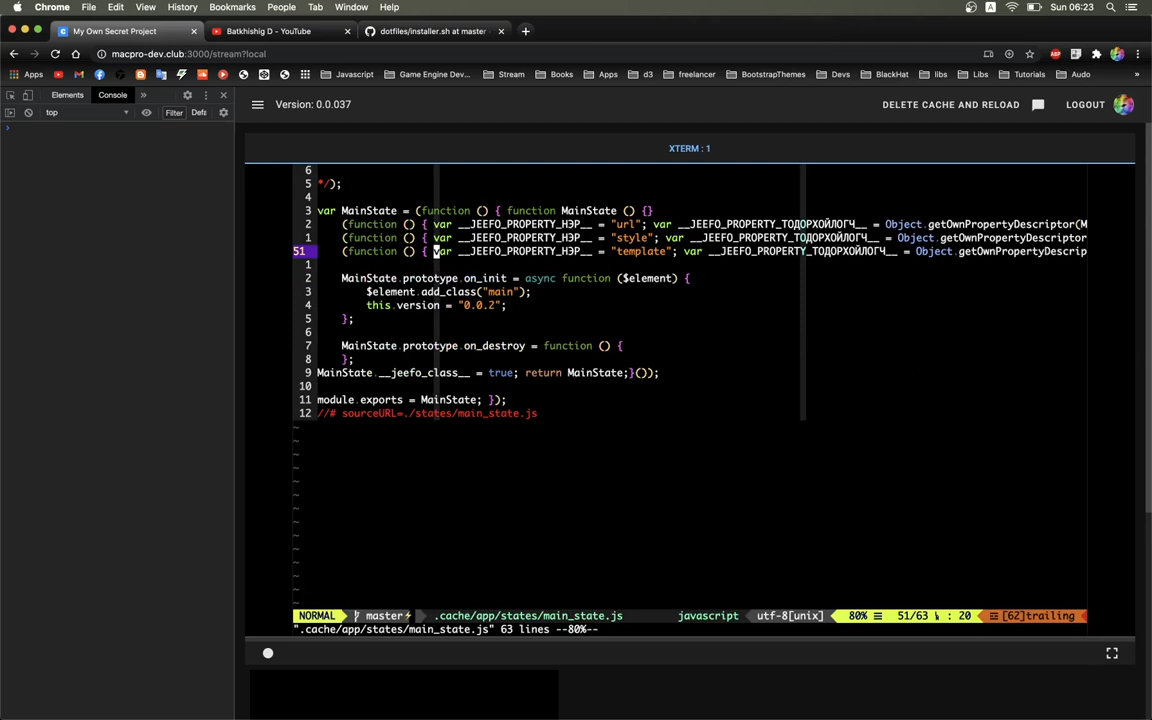 Chrome File Edit View History Bookmarks People Tab Window Help A Sun 06:23
My Own Secret Project Batkhishig D - YouTube dotfiles/installer.sh at master
macpro-dev.club:3000/stream?local
Apps Javascript Game Engine Dev... Stream Books Apps d3 freelancer BootstrapThemes Devs BlackHat libs Libs Tutorials Audo »
Elements Console »
top Filter Defa
Version: 0.0.037 DELETE CACHE AND RELOAD LOGOUT
XTERM : 1
6
5 */);
4
3 var MainState = (function () { function MainState () {}
2 (function () { var __JEEFO_PROPERTY_НЭР__ = "url"; var __JEEFO_PROPERTY_ТОДОРХОЙЛОГЧ__ = Object.getOwnPropertyDescriptor(M
1 (function () { var __JEEFO_PROPERTY_НЭР__ = "style"; var __JEEFO_PROPERTY_ТОДОРХОЙЛОГЧ__ = Object.getOwnPropertyDescripto
51 (function () { var __JEEFO_PROPERTY_НЭР__ = "template"; var __JEEFO_PROPERTY_ТОДОРХОЙЛОГЧ__ = Object.getOwnPropertyDescrip
1
2 MainState.prototype.on_init = async function ($element) {
3 $element.add_class("main");
4 this.version = "0.0.2";
5 };
6
7 MainState.prototype.on_destroy = function () {
8 };
9 MainState.__jeefo_class__ = true; return MainState;}());
10
11 module.exports = MainState; });
12 //# sourceURL=./states/main_state.js
~
~
~
~
~
~
~
~
~
~
~
~
~
~
NORMAL master .cache/app/states/main_state.js javascript utf-8[unix] 80% 51/63 : 20 [62]trailing
".cache/app/states/main_state.js" 63 lines --80%--